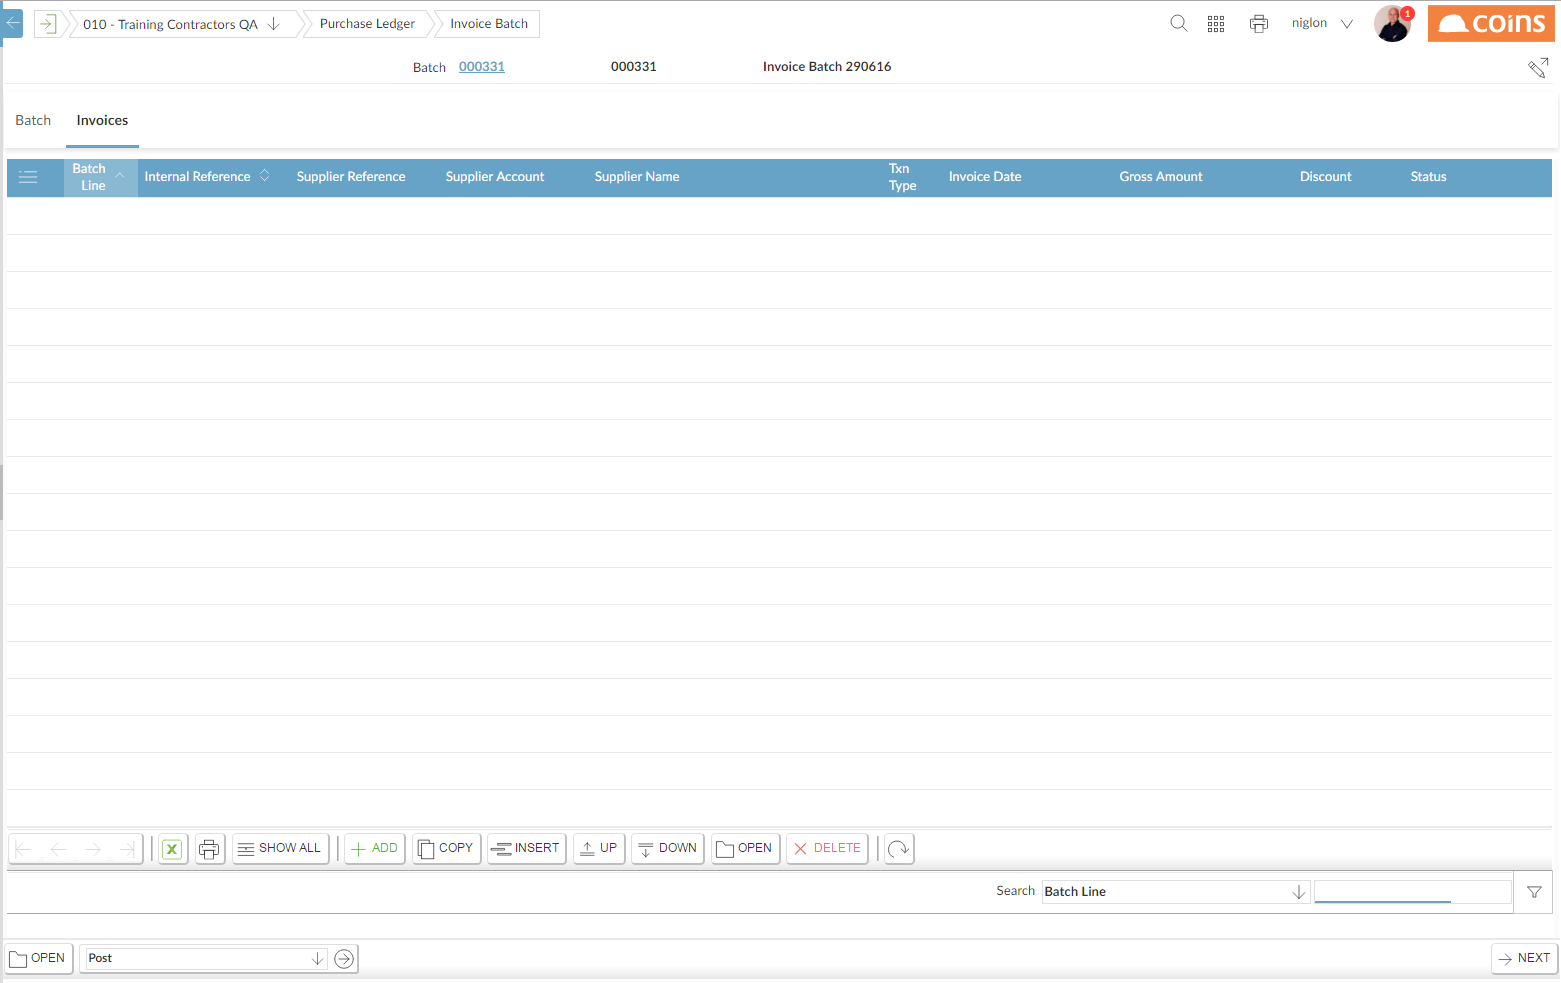 010 - Training Contractors QA
Purchase Ledger
Invoice Batch
niglon
1
coins
Batch 000331 000331 Invoice Batch 290616
Batch Invoices
Batch Line Internal Reference Supplier Reference Supplier Account Supplier Name Txn Type Invoice Date Gross Amount Discount Status
SHOW ALL ADD COPY INSERT UP DOWN OPEN DELETE
Search Batch Line
OPEN Post NEXT